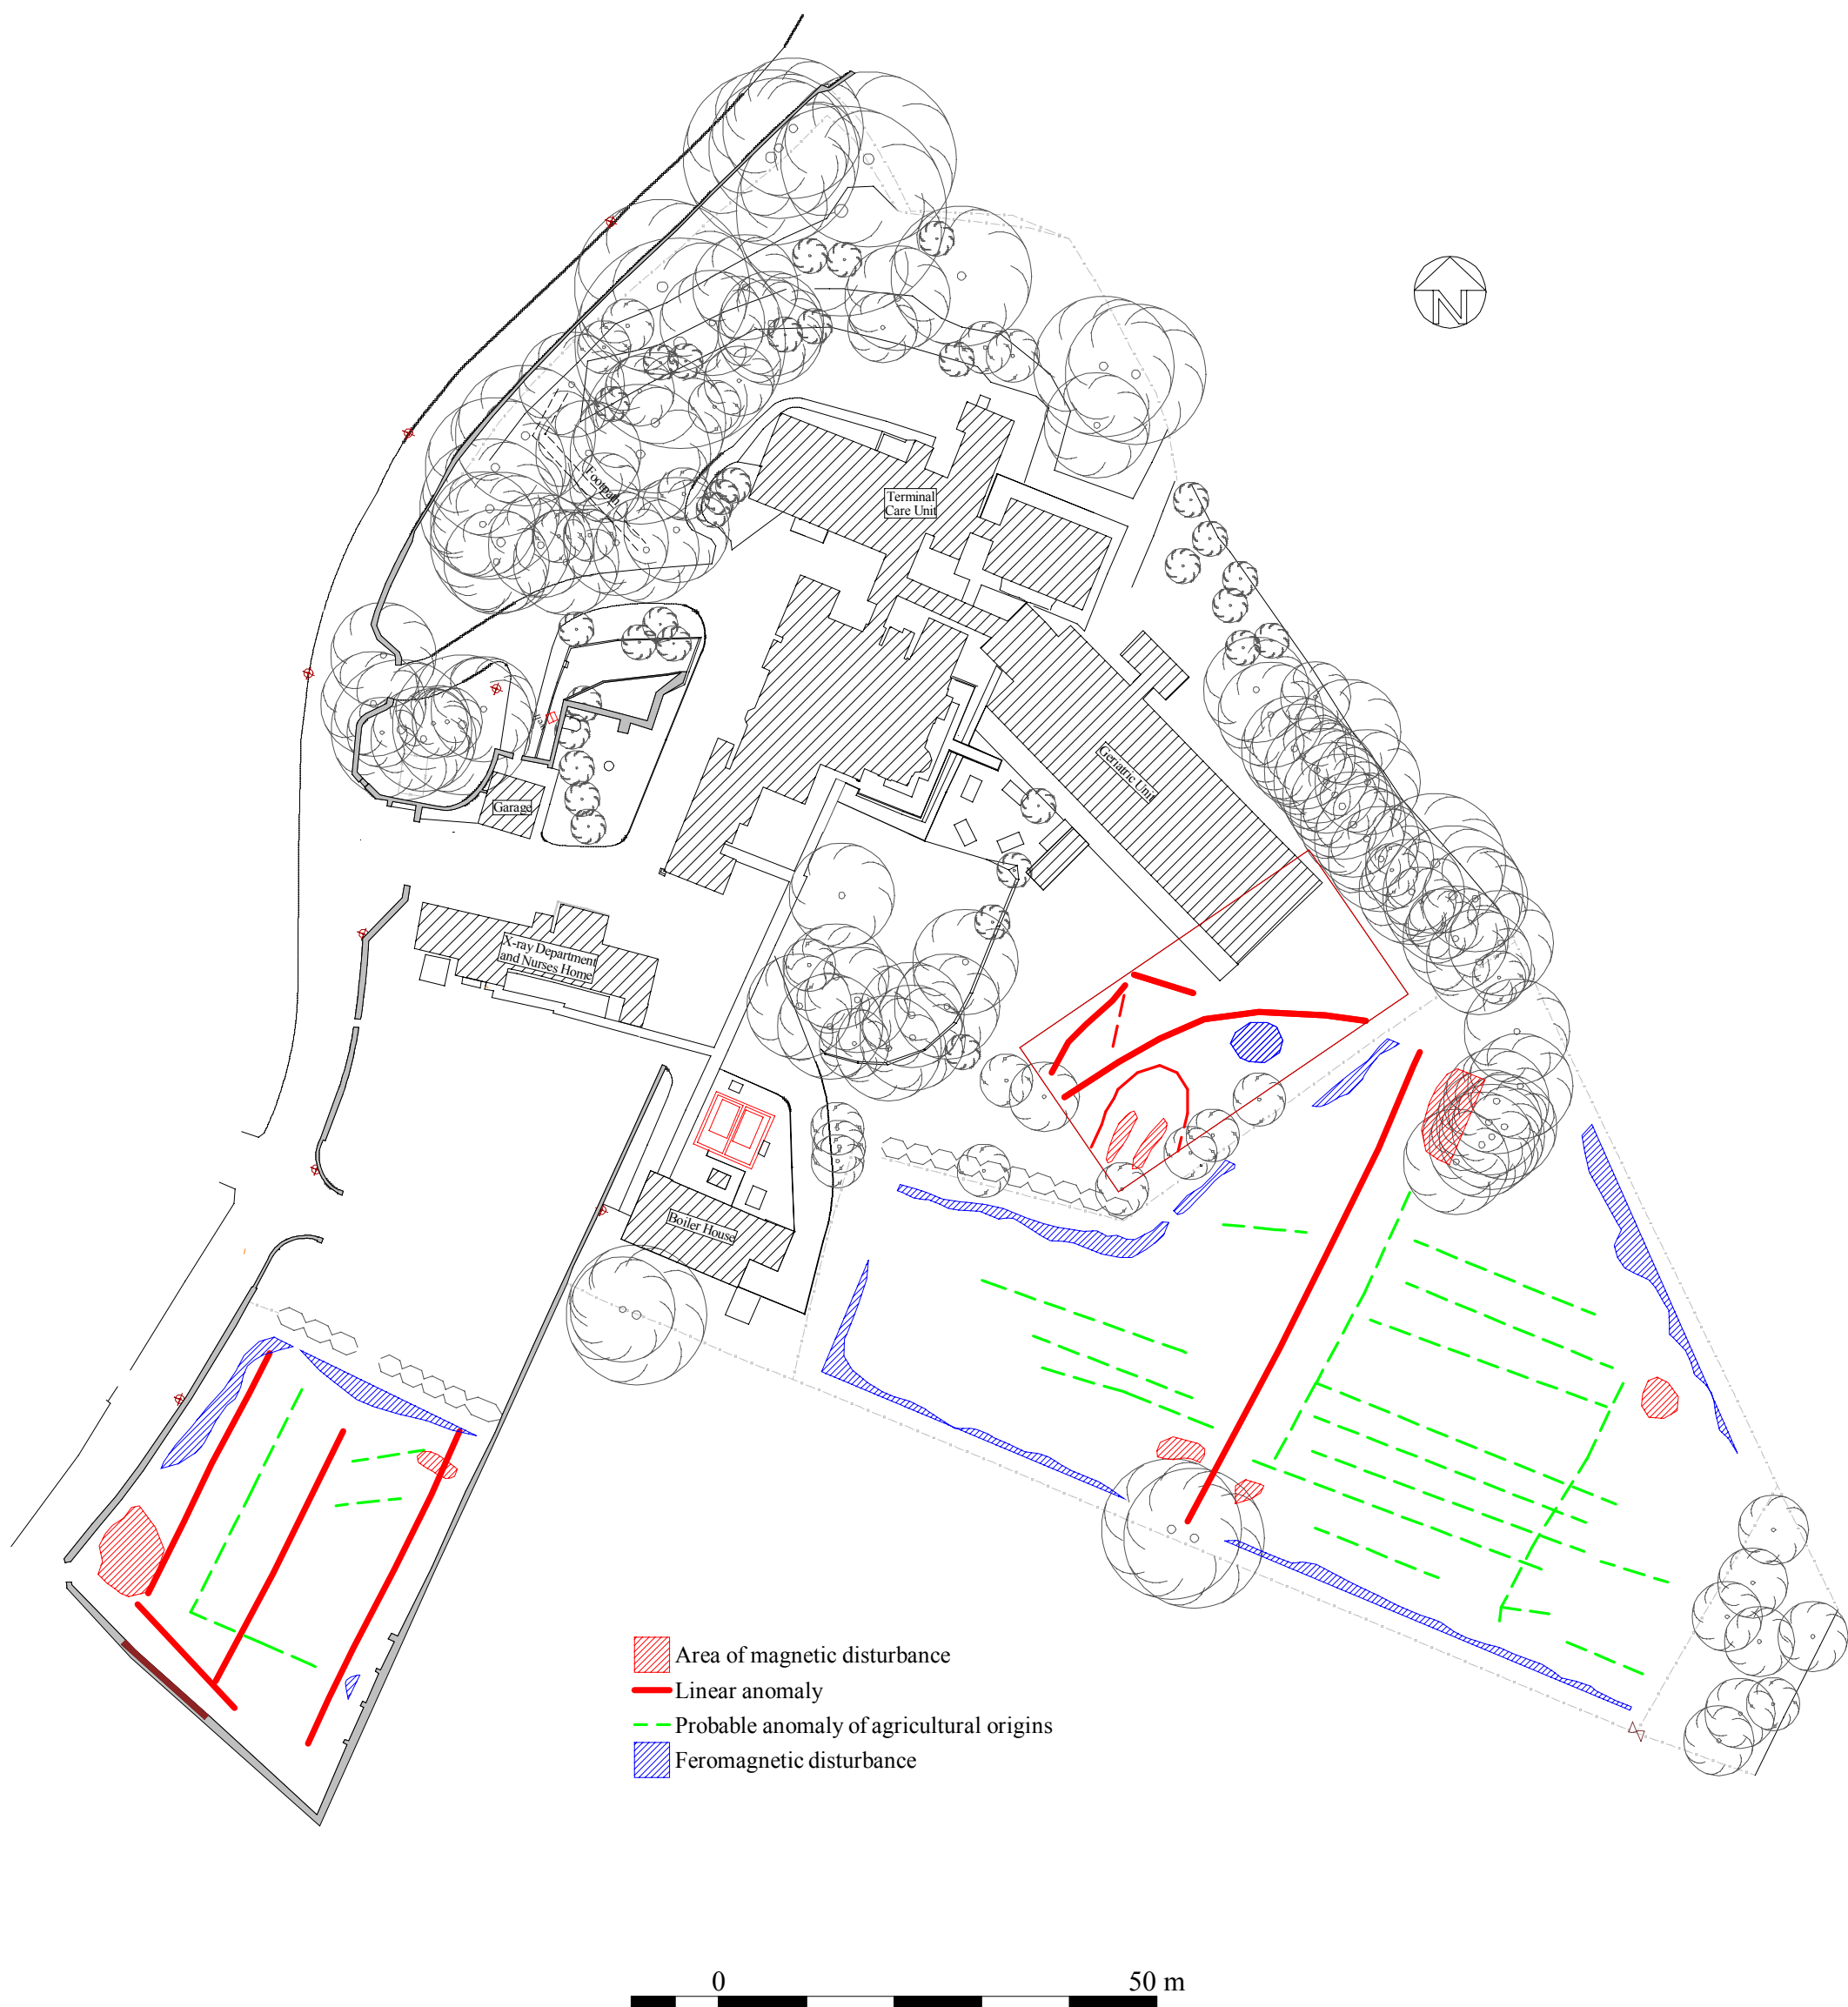 N
Footpath
Terminal
Care Unit
Well
Geriatric Unit
Garage
X-ray Department
and Nurses Home
Boiler House
Area of magnetic disturbance
Linear anomaly
Probable anomaly of agricultural origins
Feromagnetic disturbance
0 50 m